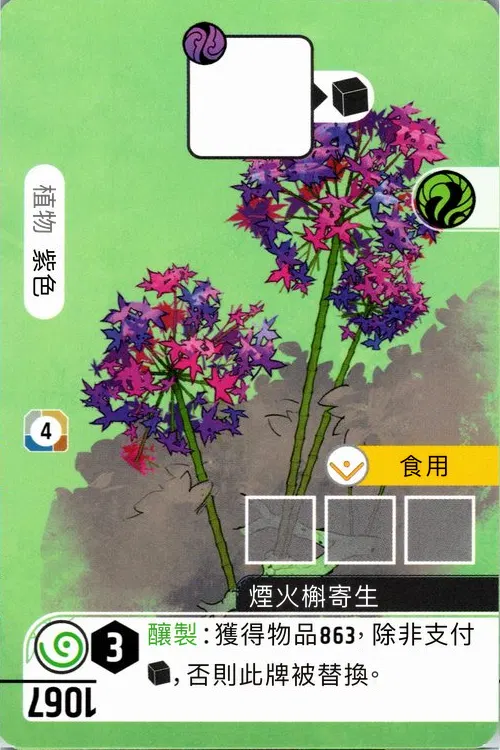 植物 紫色
4
食用
煙火槲寄生
3
釀製：獲得物品863，除非支付
，否則此牌被替換。
1067